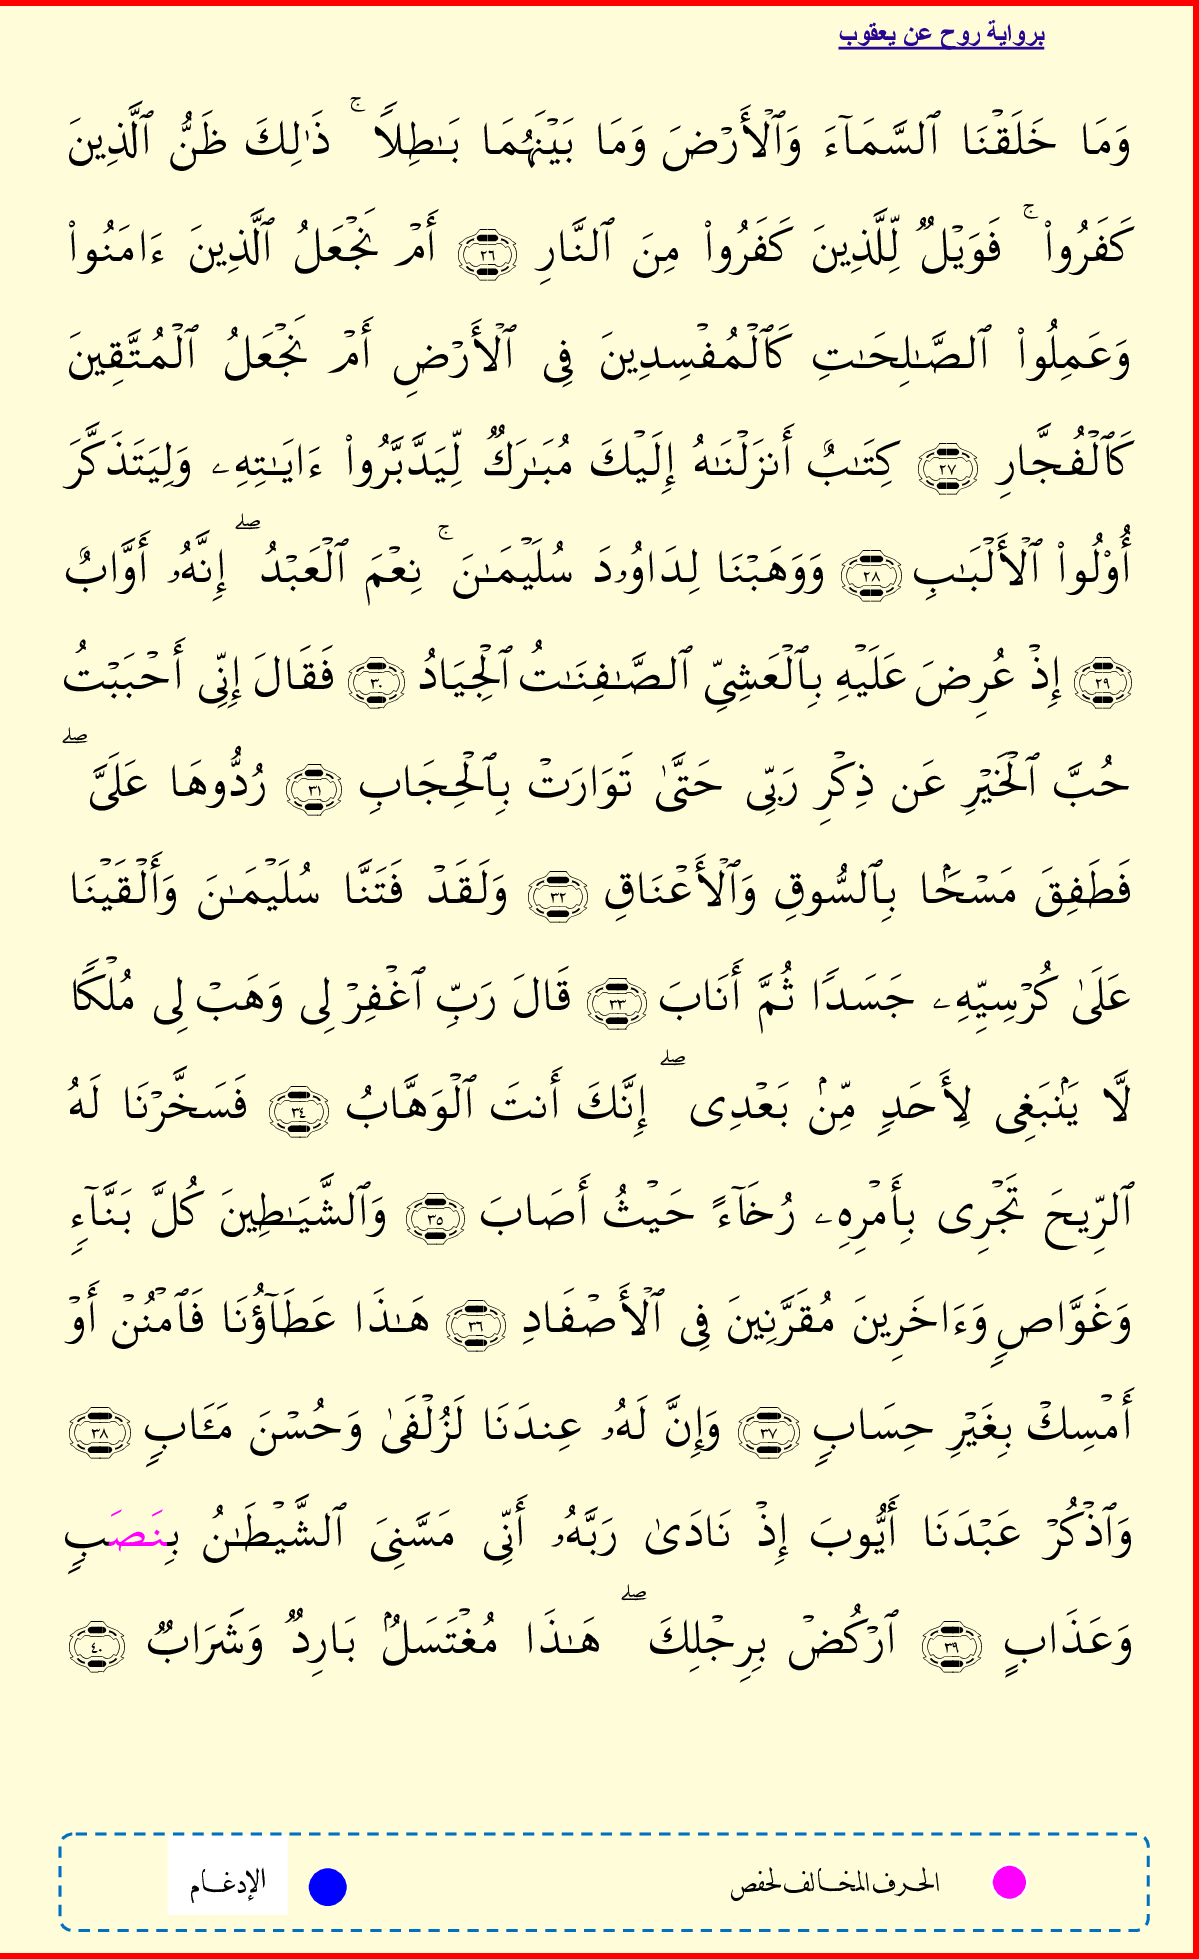 برواية روح عن يعقوب
وَمَا خَلَقْنَا ٱلسَّمَآءَ وَٱلْأَرْضَ وَمَا بَيْنَهُمَا بَـٰطِلًا ۚ ذَٰلِكَ ظَنُّ ٱلَّذِينَ
كَفَرُوا۟ ۚ فَوَيْلٌ لِّلَّذِينَ كَفَرُوا۟ مِنَ ٱلنَّارِ ٢٦ أَمْ نَجْعَلُ ٱلَّذِينَ ءَامَنُوا۟
وَعَمِلُوا۟ ٱلصَّـٰلِحَـٰتِ كَٱلْمُفْسِدِينَ فِى ٱلْأَرْضِ أَمْ نَجْعَلُ ٱلْمُتَّقِينَ
كَٱلْفُجَّارِ ٢٧ كِتَـٰبٌ أَنزَلْنَـٰهُ إِلَيْكَ مُبَـٰرَكٌ لِّيَدَّبَّرُوا۟ ءَايَـٰتِهِۦ وَلِيَتَذَكَّرَ
أُو۟لُوا۟ ٱلْأَلْبَـٰبِ ٢٨ وَوَهَبْنَا لِدَاوُۥدَ سُلَيْمَـٰنَ ۚ نِعْمَ ٱلْعَبْدُ ۖ إِنَّهُۥ أَوَّابٌ
٢٩ إِذْ عُرِضَ عَلَيْهِ بِٱلْعَشِىِّ ٱلصَّـٰفِنَـٰتُ ٱلْجِيَادُ ٣٠ فَقَالَ إِنِّى أَحْبَبْتُ
حُبَّ ٱلْخَيْرِ عَن ذِكْرِ رَبِّى حَتَّىٰ تَوَارَتْ بِٱلْحِجَابِ ٣١ رُدُّوهَا عَلَىَّ ۖ
فَطَفِقَ مَسْحًۢا بِٱلسُّوقِ وَٱلْأَعْنَاقِ ٣٢ وَلَقَدْ فَتَنَّا سُلَيْمَـٰنَ وَأَلْقَيْنَا
عَلَىٰ كُرْسِيِّهِۦ جَسَدًا ثُمَّ أَنَابَ ٣٣ قَالَ رَبِّ ٱغْفِرْ لِى وَهَبْ لِى مُلْكًا
لَّا يَنۢبَغِى لِأَحَدٍ مِّنۢ بَعْدِى ۖ إِنَّكَ أَنتَ ٱلْوَهَّابُ ٣٤ فَسَخَّرْنَا لَهُ
ٱلرِّيحَ تَجْرِى بِأَمْرِهِۦ رُخَآءً حَيْثُ أَصَابَ ٣٥ وَٱلشَّيَـٰطِينَ كُلَّ بَنَّآءٍ
وَغَوَّاصٍ وَءَاخَرِينَ مُقَرَّنِينَ فِى ٱلْأَصْفَادِ ٣٦ هَـٰذَا عَطَآؤُنَا فَٱمْنُنْ أَوْ
أَمْسِكْ بِغَيْرِ حِسَابٍ ٣٧ وَإِنَّ لَهُۥ عِندَنَا لَزُلْفَىٰ وَحُسْنَ مَـَٔابٍ ٣٨
وَٱذْكُرْ عَبْدَنَا أَيُّوبَ إِذْ نَادَىٰ رَبَّهُۥ أَنِّى مَسَّنِىَ ٱلشَّيْطَـٰنُ بِنَصَبٍ
وَعَذَابٍ ٣٩ ٱرْكُضْ بِرِجْلِكَ ۖ هَـٰذَا مُغْتَسَلٌۢ بَارِدٌ وَشَرَابٌ ٤٠
الحرف المخالف لحفص
الإدغام